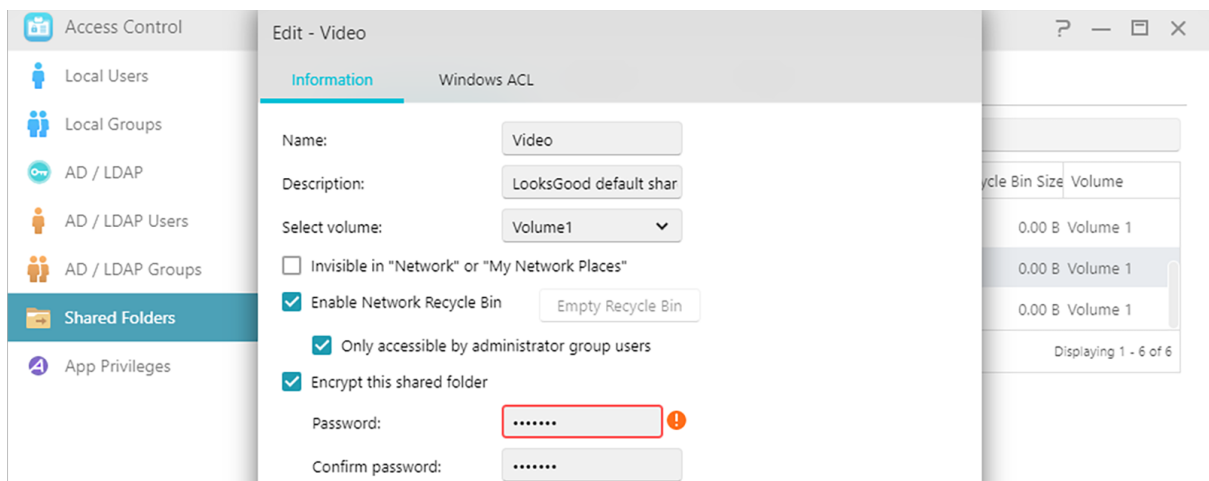 Access Control
Local Users
Local Groups
AD / LDAP
AD / LDAP Users
AD / LDAP Groups
Shared Folders
App Privileges
Edit - Video
Information Windows ACL
Name: Video
Description: LooksGood default shar
Select volume: Volume1
Invisible in "Network" or "My Network Places"
Enable Network Recycle Bin Empty Recycle Bin
Only accessible by administrator group users
Encrypt this shared folder
Password: •••••••
Confirm password: •••••••
ycle Bin Size Volume
0.00 B Volume 1
0.00 B Volume 1
0.00 B Volume 1
Displaying 1 - 6 of 6